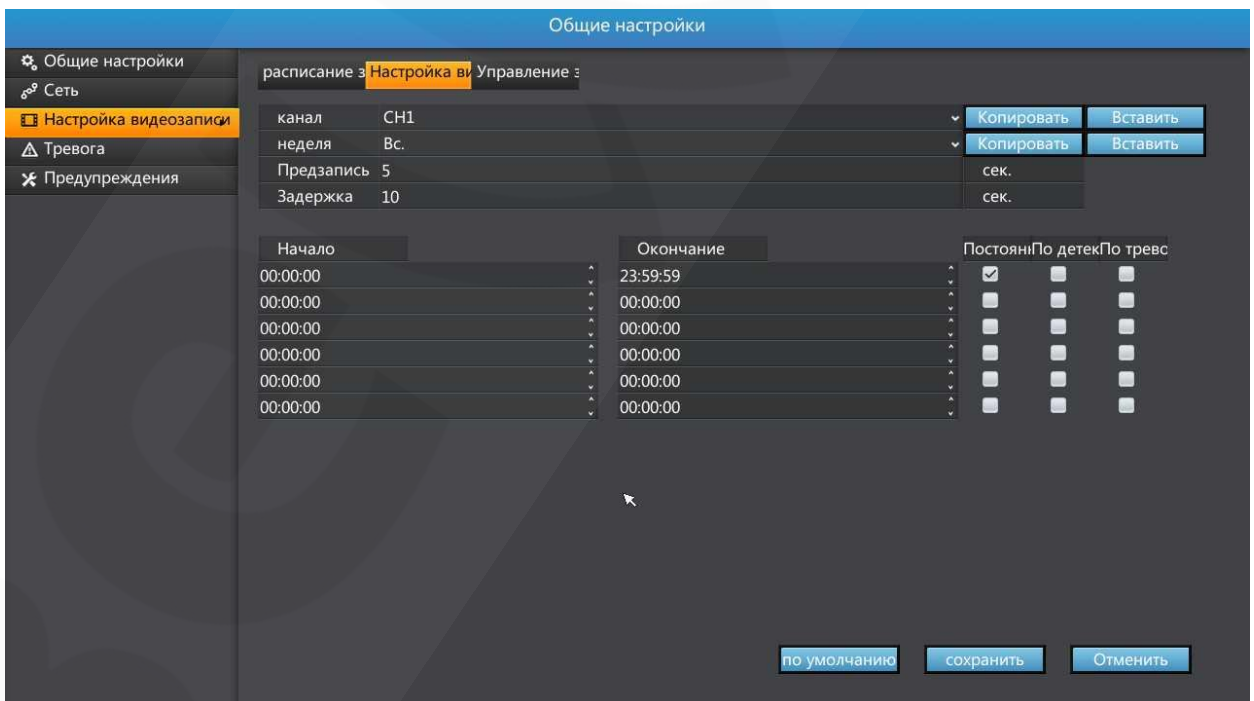 Общие настройки
Общие настройки
Сеть
Настройка видеозаписи
Тревога
Предупреждения
расписание з Настройка ви Управление з
канал CH1 Копировать Вставить
неделя Вс. Копировать Вставить
Предзапись 5 сек.
Задержка 10 сек.
Начало Окончание Постоян По детек По трево
00:00:00 23:59:59
00:00:00 00:00:00
00:00:00 00:00:00
00:00:00 00:00:00
00:00:00 00:00:00
00:00:00 00:00:00
по умолчанию сохранить Отменить